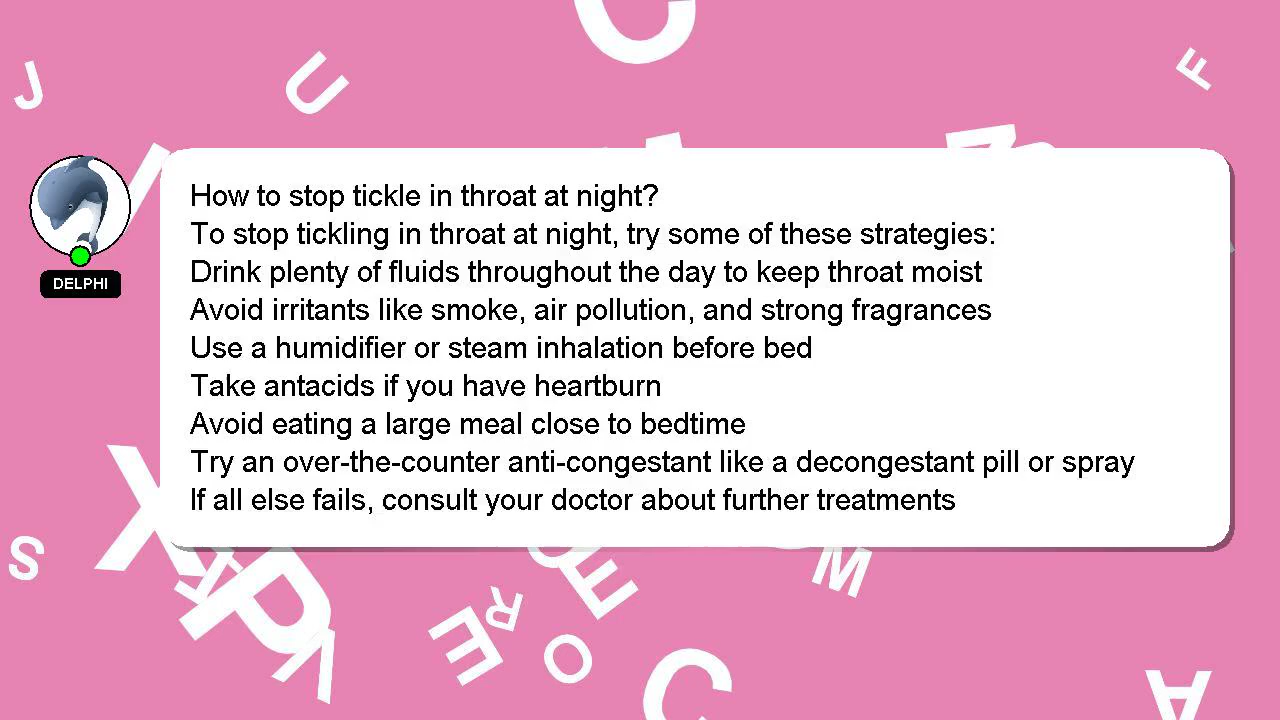 C
J
U
F
DELPHI
How to stop tickle in throat at night?
To stop tickling in throat at night, try some of these strategies:
Drink plenty of fluids throughout the day to keep throat moist
Avoid irritants like smoke, air pollution, and strong fragrances
Use a humidifier or steam inhalation before bed
Take antacids if you have heartburn
Avoid eating a large meal close to bedtime
Try an over-the-counter anti-congestant like a decongestant pill or spray
If all else fails, consult your doctor about further treatments
X
S
P
E
M
R
E
V
O
C
A